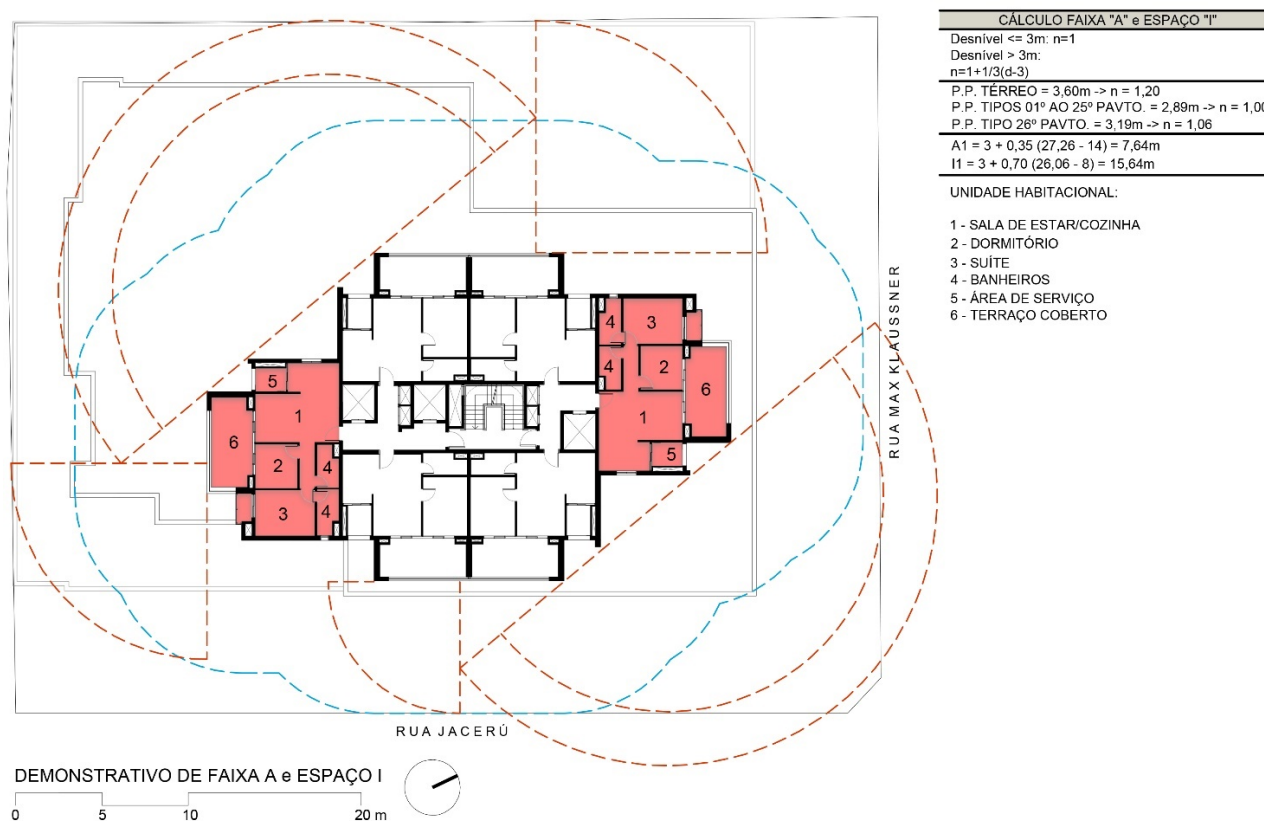 CÁLCULO FAIXA "A" e ESPAÇO "I"
Desnível <= 3m: n=1
Desnível > 3m:
n=1+1/3(d-3)
P.P. TÉRREO = 3,60m -> n = 1,20
P.P. TIPOS 01º AO 25º PAVTO. = 2,89m -> n = 1,00
P.P. TIPO 26º PAVTO. = 3,19m -> n = 1,06
A1 = 3 + 0,35 (27,26 - 14) = 7,64m
I1 = 3 + 0,70 (26,06 - 8) = 15,64m
UNIDADE HABITACIONAL:
1 - SALA DE ESTAR/COZINHA
2 - DORMITÓRIO
3 - SUÍTE
4 - BANHEIROS
5 - ÁREA DE SERVIÇO
6 - TERRAÇO COBERTO
4
3
4
2
6
1
5
5
1
6
2
4
3
4
RUA MAX KLAUSSNER
RUA JACERÚ
DEMONSTRATIVO DE FAIXA A e ESPAÇO I
0 5 10 20 m